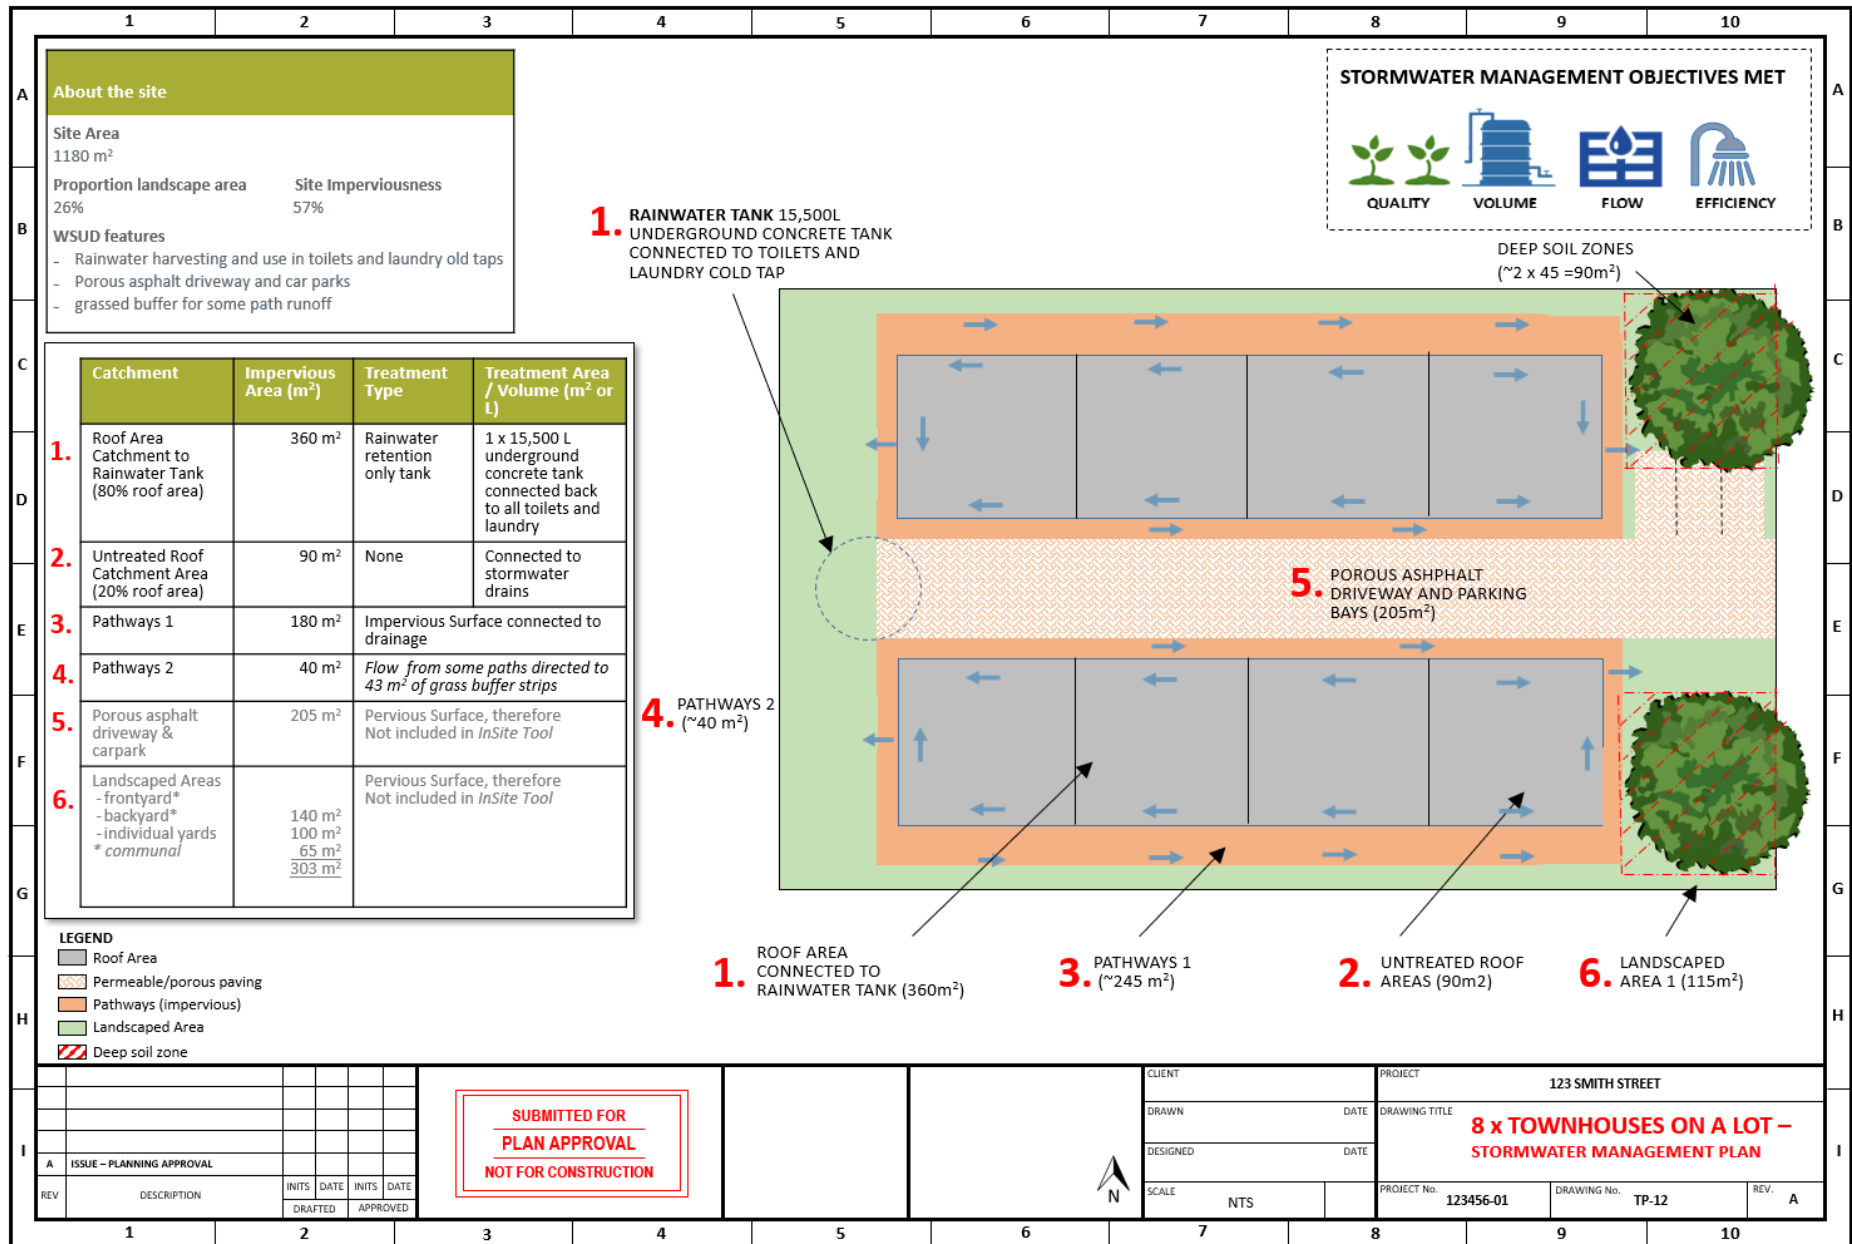 1 2 3 4 5 6 7 8 9 10
A
B
C
D
E
F
G
H
I
A
B
C
D
E
F
G
H
I
About the site
Site Area
1180 m²
Proportion landscape area Site Imperviousness
26% 57%
WSUD features
- Rainwater harvesting and use in toilets and laundry old taps
- Porous asphalt driveway and car parks
- grassed buffer for some path runoff
Catchment
Impervious
Area (m²)
Treatment
Type
Treatment Area
/ Volume (m² or
L)
1.
Roof Area
Catchment to
Rainwater Tank
(80% roof area)
360 m²
Rainwater
retention
only tank
1 x 15,500 L
underground
concrete tank
connected back
to all toilets and
laundry
2.
Untreated Roof
Catchment Area
(20% roof area)
90 m²
None
Connected to
stormwater
drains
3.
Pathways 1
180 m²
Impervious Surface connected to
drainage
4.
Pathways 2
40 m²
Flow from some paths directed to
43 m² of grass buffer strips
5.
Porous asphalt
driveway &
carpark
205 m²
Pervious Surface, therefore
Not included in InSite Tool
6.
Landscaped Areas
- frontyard*
- backyard*
- individual yards
* communal
140 m²
100 m²
65 m²
303 m²
Pervious Surface, therefore
Not included in InSite Tool
LEGEND
Roof Area
Permeable/porous paving
Pathways (impervious)
Landscaped Area
Deep soil zone
STORMWATER MANAGEMENT OBJECTIVES MET
QUALITY VOLUME FLOW EFFICIENCY
1. RAINWATER TANK 15,500L
UNDERGROUND CONCRETE TANK
CONNECTED TO TOILETS AND
LAUNDRY COLD TAP
DEEP SOIL ZONES
(~2 x 45 =90m²)
5. POROUS ASHPHALT
DRIVEWAY AND PARKING
BAYS (205m²)
4. PATHWAYS 2
(~40 m²)
1. ROOF AREA
CONNECTED TO
RAINWATER TANK (360m²)
3. PATHWAYS 1
(~245 m²)
2. UNTREATED ROOF
AREAS (90m2)
6. LANDSCAPED
AREA 1 (115m²)
A ISSUE – PLANNING APPROVAL
REV DESCRIPTION INITS DATE INITS DATE
DRAFTED APPROVED
SUBMITTED FOR
PLAN APPROVAL
NOT FOR CONSTRUCTION
N
CLIENT
DRAWN DATE
DESIGNED DATE
SCALE NTS
PROJECT
123 SMITH STREET
DRAWING TITLE
8 x TOWNHOUSES ON A LOT –
STORMWATER MANAGEMENT PLAN
PROJECT No. 123456-01
DRAWING No. TP-12
REV. A
1 2 3 4 5 6 7 8 9 10